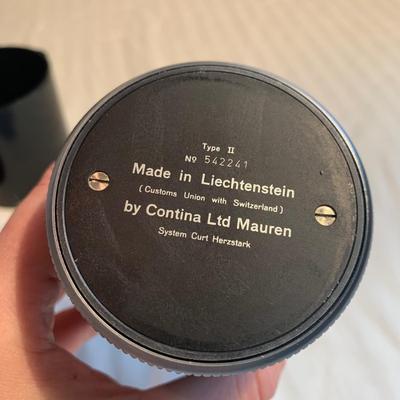 Type II
Nº 542241
Made in Liechtenstein
(Customs Union with Switzerland)
by Contina Ltd Mauren
System Curt Herzstark